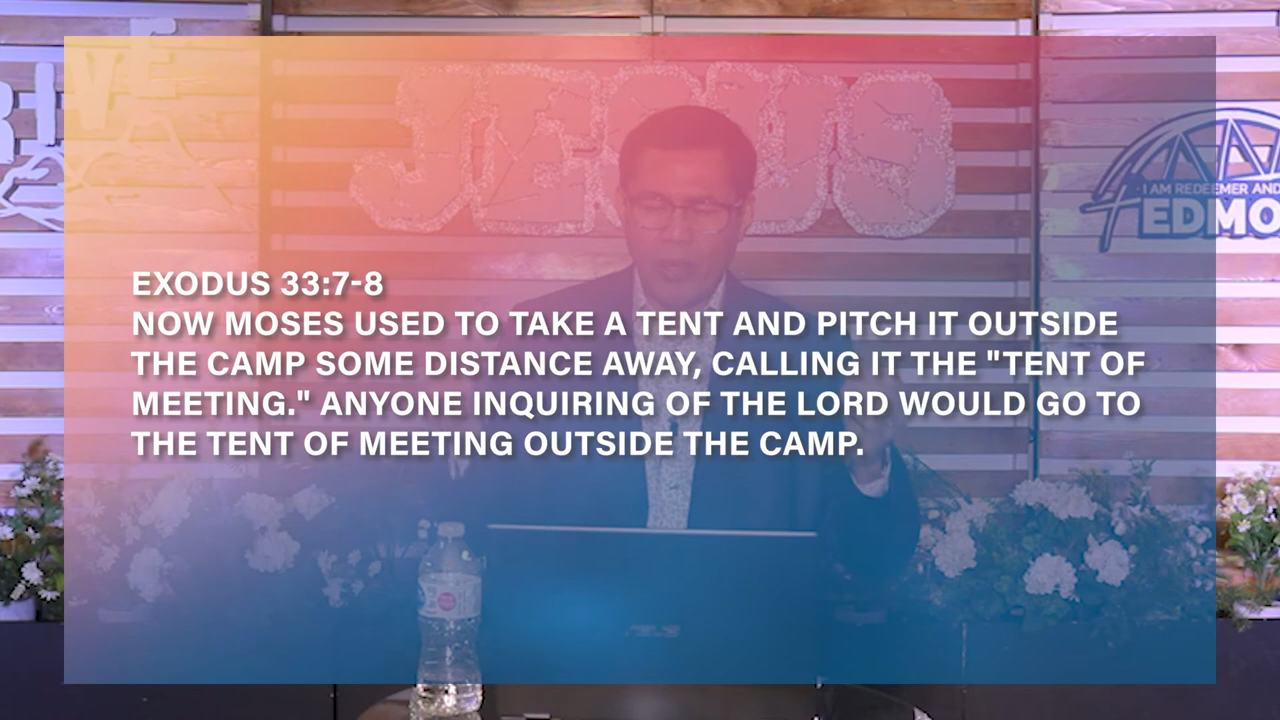 JESUS
I AM REDEEMER AND
EDMO
EXODUS 33:7-8
NOW MOSES USED TO TAKE A TENT AND PITCH IT OUTSIDE
THE CAMP SOME DISTANCE AWAY, CALLING IT THE "TENT OF
MEETING." ANYONE INQUIRING OF THE LORD WOULD GO TO
THE TENT OF MEETING OUTSIDE THE CAMP.